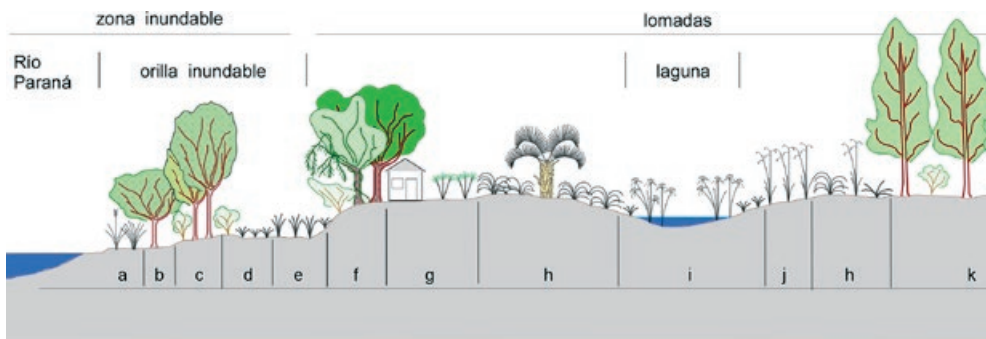 zona inundable lomadas
Río
Paraná
orilla inundable laguna
a b c d e f g h i j h k